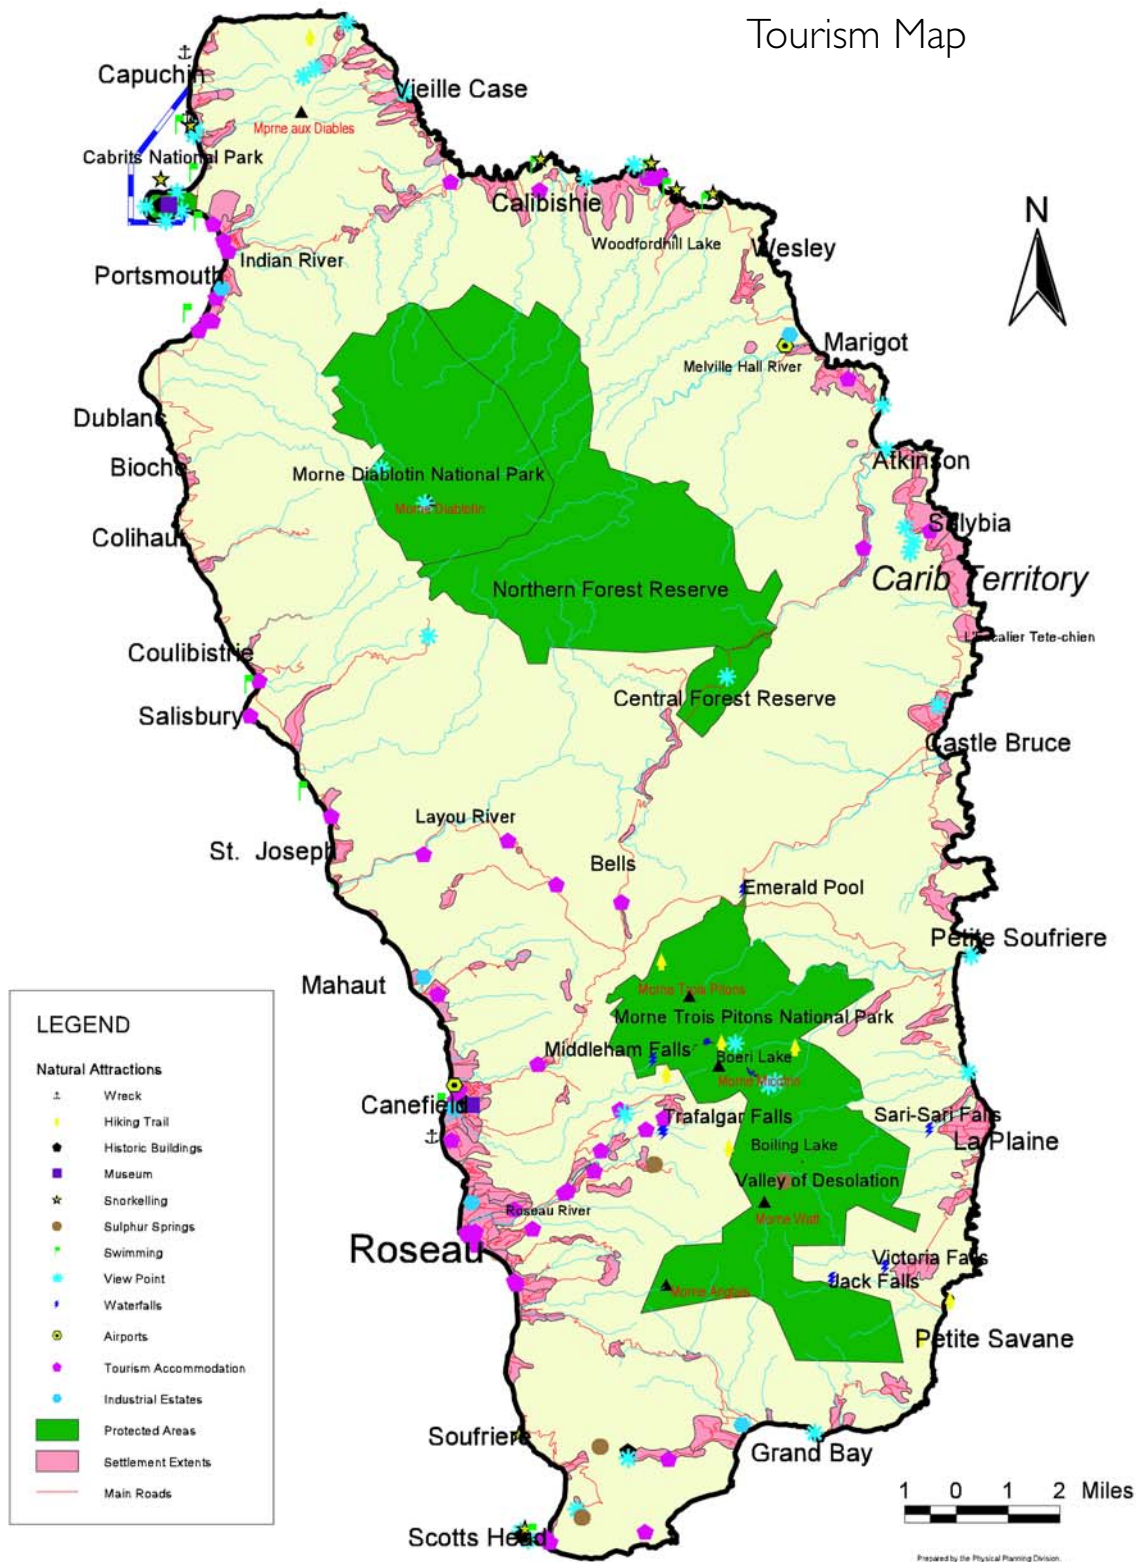 Tourism Map
Capuchin
Vieille Case
Mprne aux Diables
Cabrits National Park
Calibishie
N
Woodfordhill Lake
Wesley
Indian River
Portsmouth
Marigot
Melville Hall River
Dublanc
Bioche
Morne Diablotin National Park
Atkinson
Morne Diablotin
Colihaut
Salybia
Carib Territory
Northern Forest Reserve
L'Escalier Tete-chien
Coulibistrie
Central Forest Reserve
Salisbury
Castle Bruce
Layou River
St. Joseph
Bells
Emerald Pool
Petite Soufriere
Mahaut
Morne Trois Pitons
Morne Trois Pitons National Park
Middleham Falls
Boeri Lake
Morne Micotrin
Canefield
Trafalgar Falls
Sari-Sari Falls
La Plaine
Boiling Lake
Valley of Desolation
Roseau River
Morne Watt
Roseau
Victoria Falls
Jack Falls
Morne Anglais
Petite Savane
Soufriere
Grand Bay
Scotts Head
LEGEND
Natural Attractions
Wreck
Hiking Trail
Historic Buildings
Museum
Snorkelling
Sulphur Springs
Swimming
View Point
Waterfalls
Airports
Tourism Accommodation
Industrial Estates
Protected Areas
Settlement Extents
Main Roads
1 0 1 2 Miles
Prepared by the Physical Planning Division.